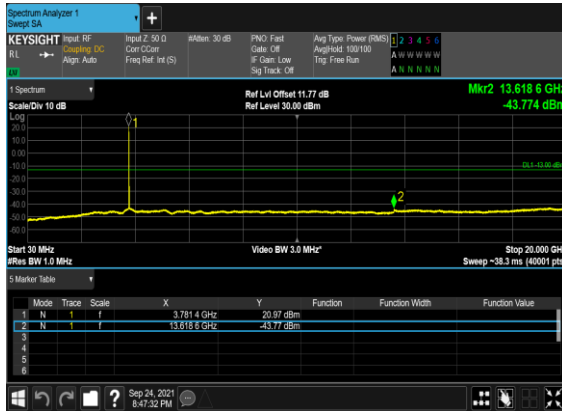 Spectrum Analyzer 1
Swept SA
KEYSIGHT Input: RF Input Z: 50 Ω #Atten: 30 dB PNO: Fast Avg Type: Power (RMS) 1 2 3 4 5 6
RL Coupling: DC Corr CCorr Gate: Off Avg|Hold: 100/100 A W W W W W
Align: Auto Freq Ref: Int (S) IF Gain: Low Trig: Free Run
Sig Track: Off A N N N N N
LXI
1 Spectrum Ref Lvl Offset 11.77 dB Mkr2 13.618 6 GHz
Scale/Div 10 dB Ref Level 30.00 dBm -43.774 dBm
Log
1
20.0
10.0
0.00
-10.0
DL1 -13.00 dBm
-20.0
-30.0
2
-40.0
-50.0
-60.0
Start 30 MHz Video BW 3.0 MHz* Stop 20.000 GHz
#Res BW 1.0 MHz Sweep ~38.3 ms (40001 pts)
5 Marker Table
Mode Trace Scale X Y Function Function Width Function Value
1 N 1 f 3.781 4 GHz 20.97 dBm
2 N 1 f 13.618 6 GHz -43.77 dBm
3
4
5
6
? Sep 24, 2021
8:47:32 PM